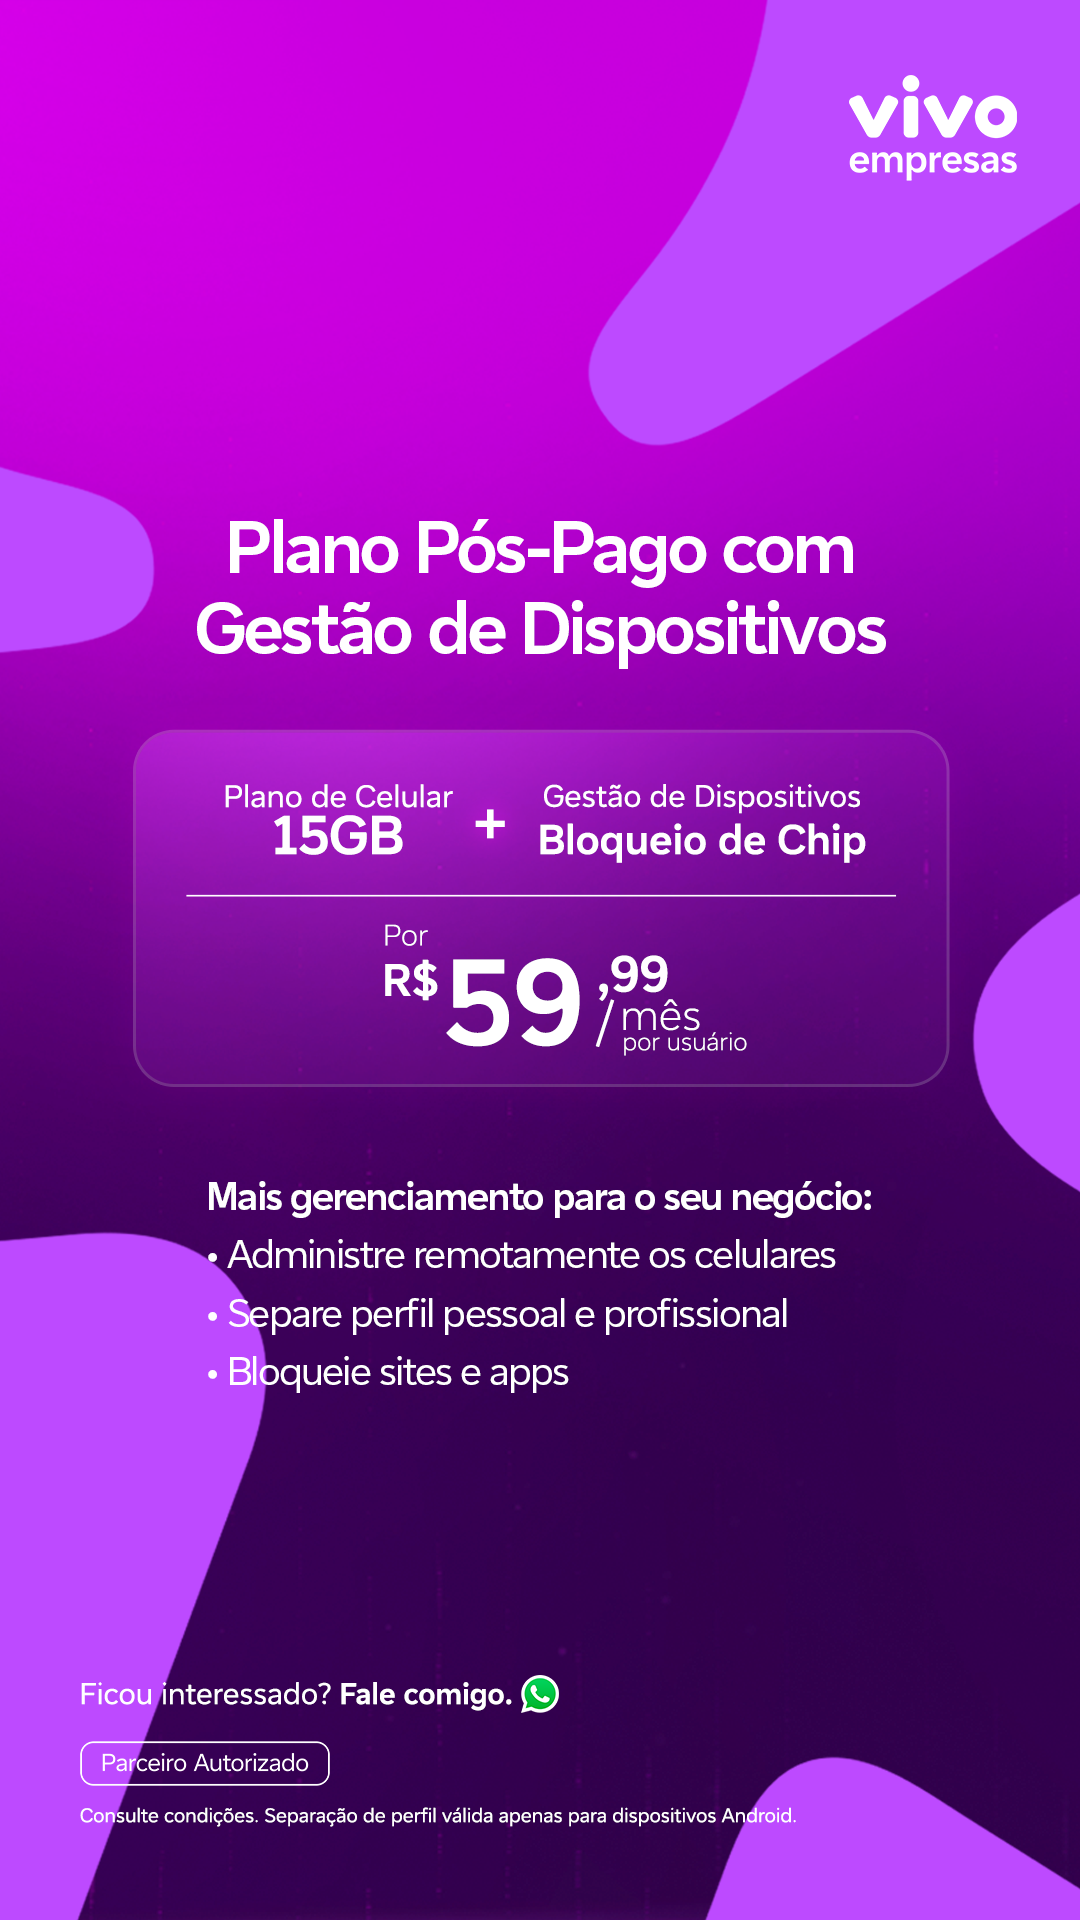 vivo
empresas
Plano Pós-Pago com
Gestão de Dispositivos
Plano de Celular
15GB
+
Gestão de Dispositivos
Bloqueio de Chip
Por
R$ 59,99
/mês
por usuário
Mais gerenciamento para o seu negócio:
• Administre remotamente os celulares
• Separe perfil pessoal e profissional
• Bloqueie sites e apps
Ficou interessado? Fale comigo.
Parceiro Autorizado
Consulte condições. Separação de perfil válida apenas para dispositivos Android.